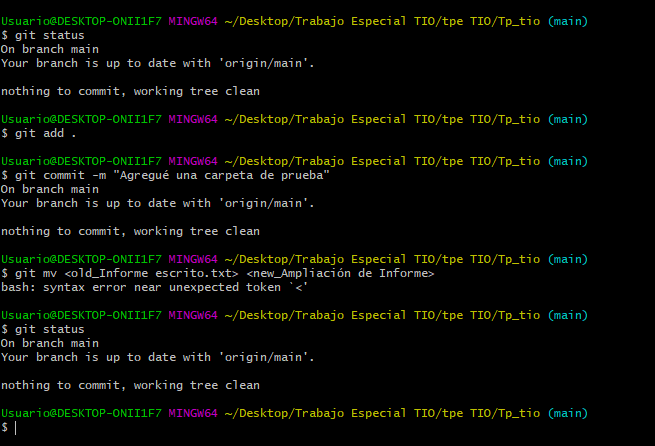 Usuario@DESKTOP-ONII1F7 MINGW64 ~/Desktop/Trabajo Especial TIO/tpe TIO/Tp_tio (main)
$ git status
On branch main
Your branch is up to date with 'origin/main'.
nothing to commit, working tree clean
Usuario@DESKTOP-ONII1F7 MINGW64 ~/Desktop/Trabajo Especial TIO/tpe TIO/Tp_tio (main)
$ git add .
Usuario@DESKTOP-ONII1F7 MINGW64 ~/Desktop/Trabajo Especial TIO/tpe TIO/Tp_tio (main)
$ git commit -m "Agregué una carpeta de prueba"
On branch main
Your branch is up to date with 'origin/main'.
nothing to commit, working tree clean
Usuario@DESKTOP-ONII1F7 MINGW64 ~/Desktop/Trabajo Especial TIO/tpe TIO/Tp_tio (main)
$ git mv <old_Informe escrito.txt> <new_Ampliación de Informe>
bash: syntax error near unexpected token `<'
Usuario@DESKTOP-ONII1F7 MINGW64 ~/Desktop/Trabajo Especial TIO/tpe TIO/Tp_tio (main)
$ git status
On branch main
Your branch is up to date with 'origin/main'.
nothing to commit, working tree clean
Usuario@DESKTOP-ONII1F7 MINGW64 ~/Desktop/Trabajo Especial TIO/tpe TIO/Tp_tio (main)
$